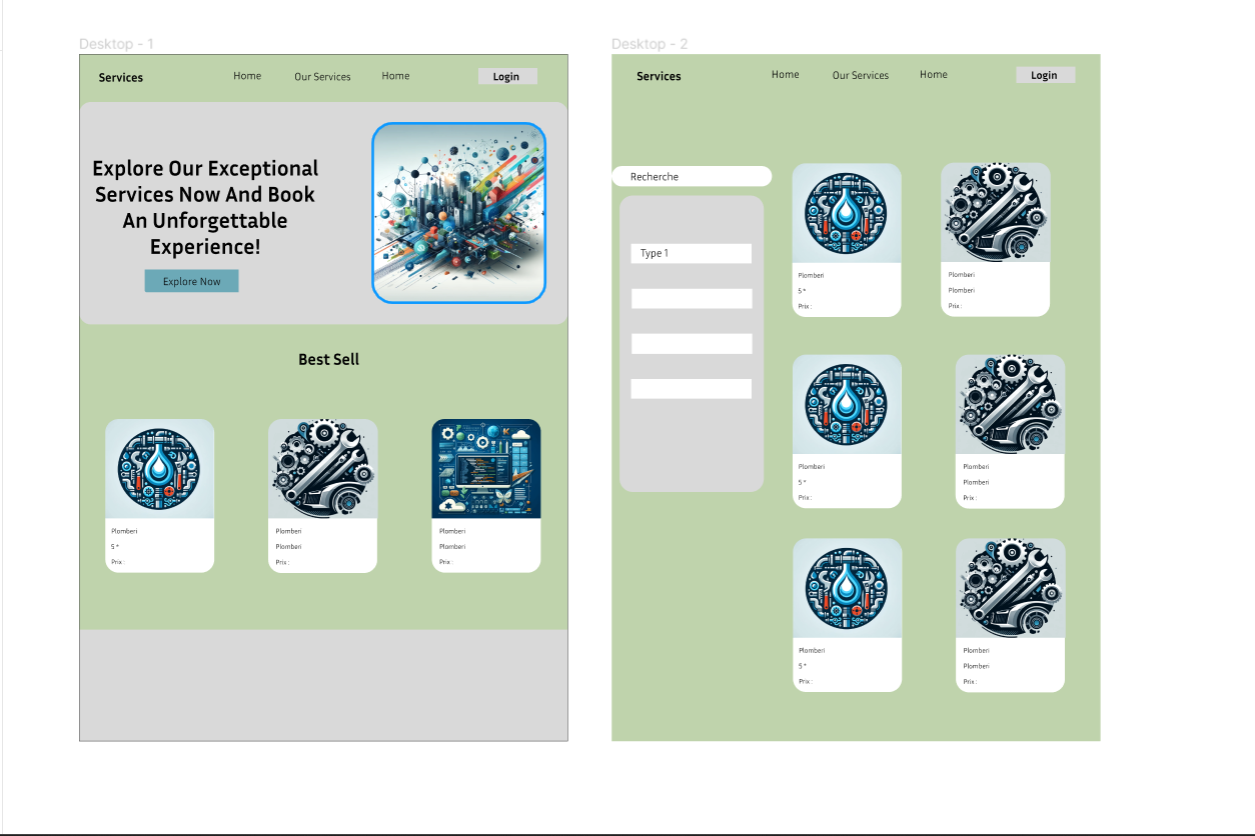 Desktop - 1
Services
Home
Our Services
Home
Login
Explore Our Exceptional
Services Now And Book
An Unforgettable
Experience!
Explore Now
Best Sell
Plomberi
5 *
Prix :
Plomberi
Plomberi
Prix :
Plomberi
Plomberi
Prix :
Desktop - 2
Services
Home
Our Services
Home
Login
Recherche
Type 1
Plomberi
5 *
Prix :
Plomberi
Plomberi
Prix :
Plomberi
5 *
Prix :
Plomberi
Plomberi
Prix :
Plomberi
5 *
Prix :
Plomberi
Plomberi
Prix :